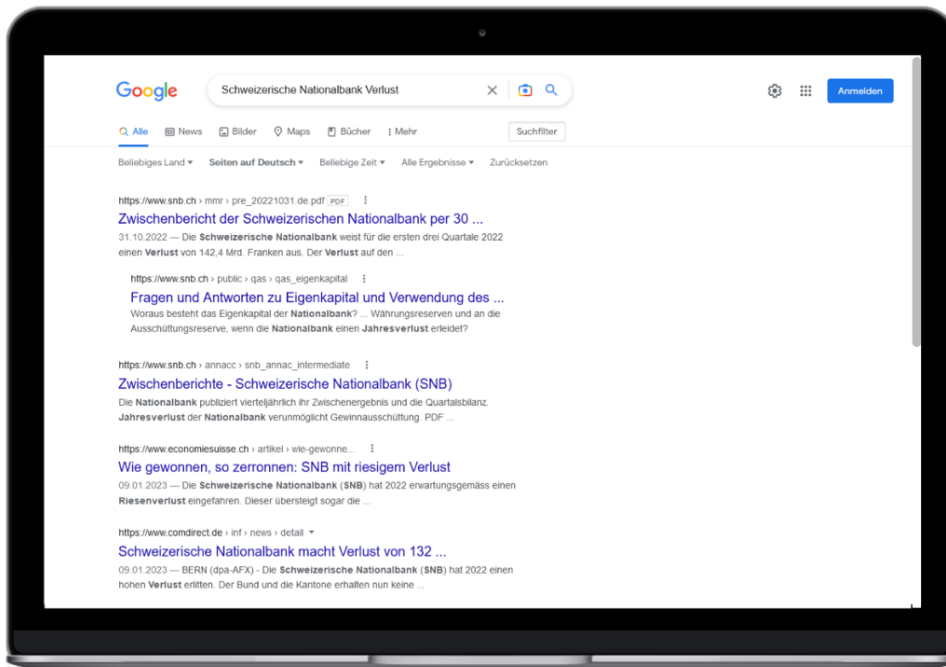 Google
Schweizerische Nationalbank Verlust
Anmelden
Alle News Bilder Maps Bücher Mehr Suchfilter
Beliebiges Land Seiten auf Deutsch Beliebige Zeit Alle Ergebnisse Zurücksetzen
https://www.snb.ch › mmr › pre_20221031.de.pdf PDF
Zwischenbericht der Schweizerischen Nationalbank per 30 ...
31.10.2022 — Die Schweizerische Nationalbank weist für die ersten drei Quartale 2022
einen Verlust von 142,4 Mrd. Franken aus. Der Verlust auf den ...
https://www.snb.ch › public › qas › qas_eigenkapital
Fragen und Antworten zu Eigenkapital und Verwendung des ...
Woraus besteht das Eigenkapital der Nationalbank? ... Währungsreserven und an die
Ausschüttungsreserve, wenn die Nationalbank einen Jahresverlust erleidet?
https://www.snb.ch › annacc › snb_annac_intermediate
Zwischenberichte - Schweizerische Nationalbank (SNB)
Die Nationalbank publiziert vierteljährlich ihr Zwischenergebnis und die Quartalsbilanz.
Jahresverlust der Nationalbank verunmöglicht Gewinnausschüttung. PDF ...
https://www.economiesuisse.ch › artikel › wie-gewonne...
Wie gewonnen, so zerronnen: SNB mit riesigem Verlust
09.01.2023 — Die Schweizerische Nationalbank (SNB) hat 2022 erwartungsgemäss einen
Riesenverlust eingefahren. Dieser übersteigt sogar die ...
https://www.comdirect.de › inf › news › detail
Schweizerische Nationalbank macht Verlust von 132 ...
09.01.2023 — BERN (dpa-AFX) - Die Schweizerische Nationalbank (SNB) hat 2022 einen
hohen Verlust erlitten. Der Bund und die Kantone erhalten nun keine ...